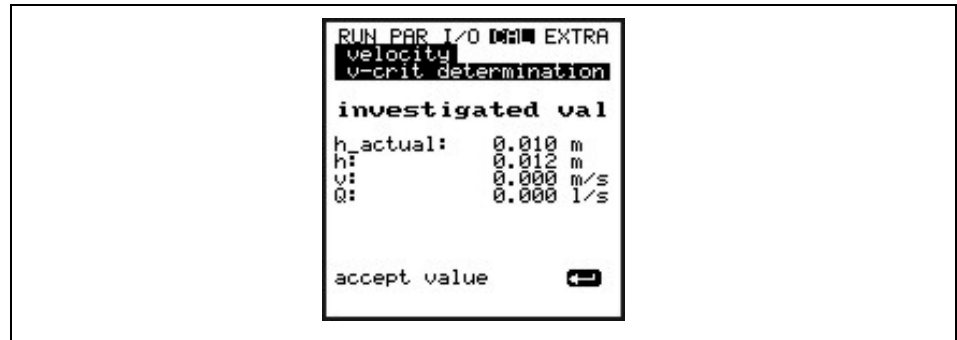 RUN PAR I/O CAL EXTRA
velocity
v-crit determination
investigated val
h_actual: 0.010 m
h: 0.012 m
v: 0.000 m/s
Q: 0.000 l/s
accept value